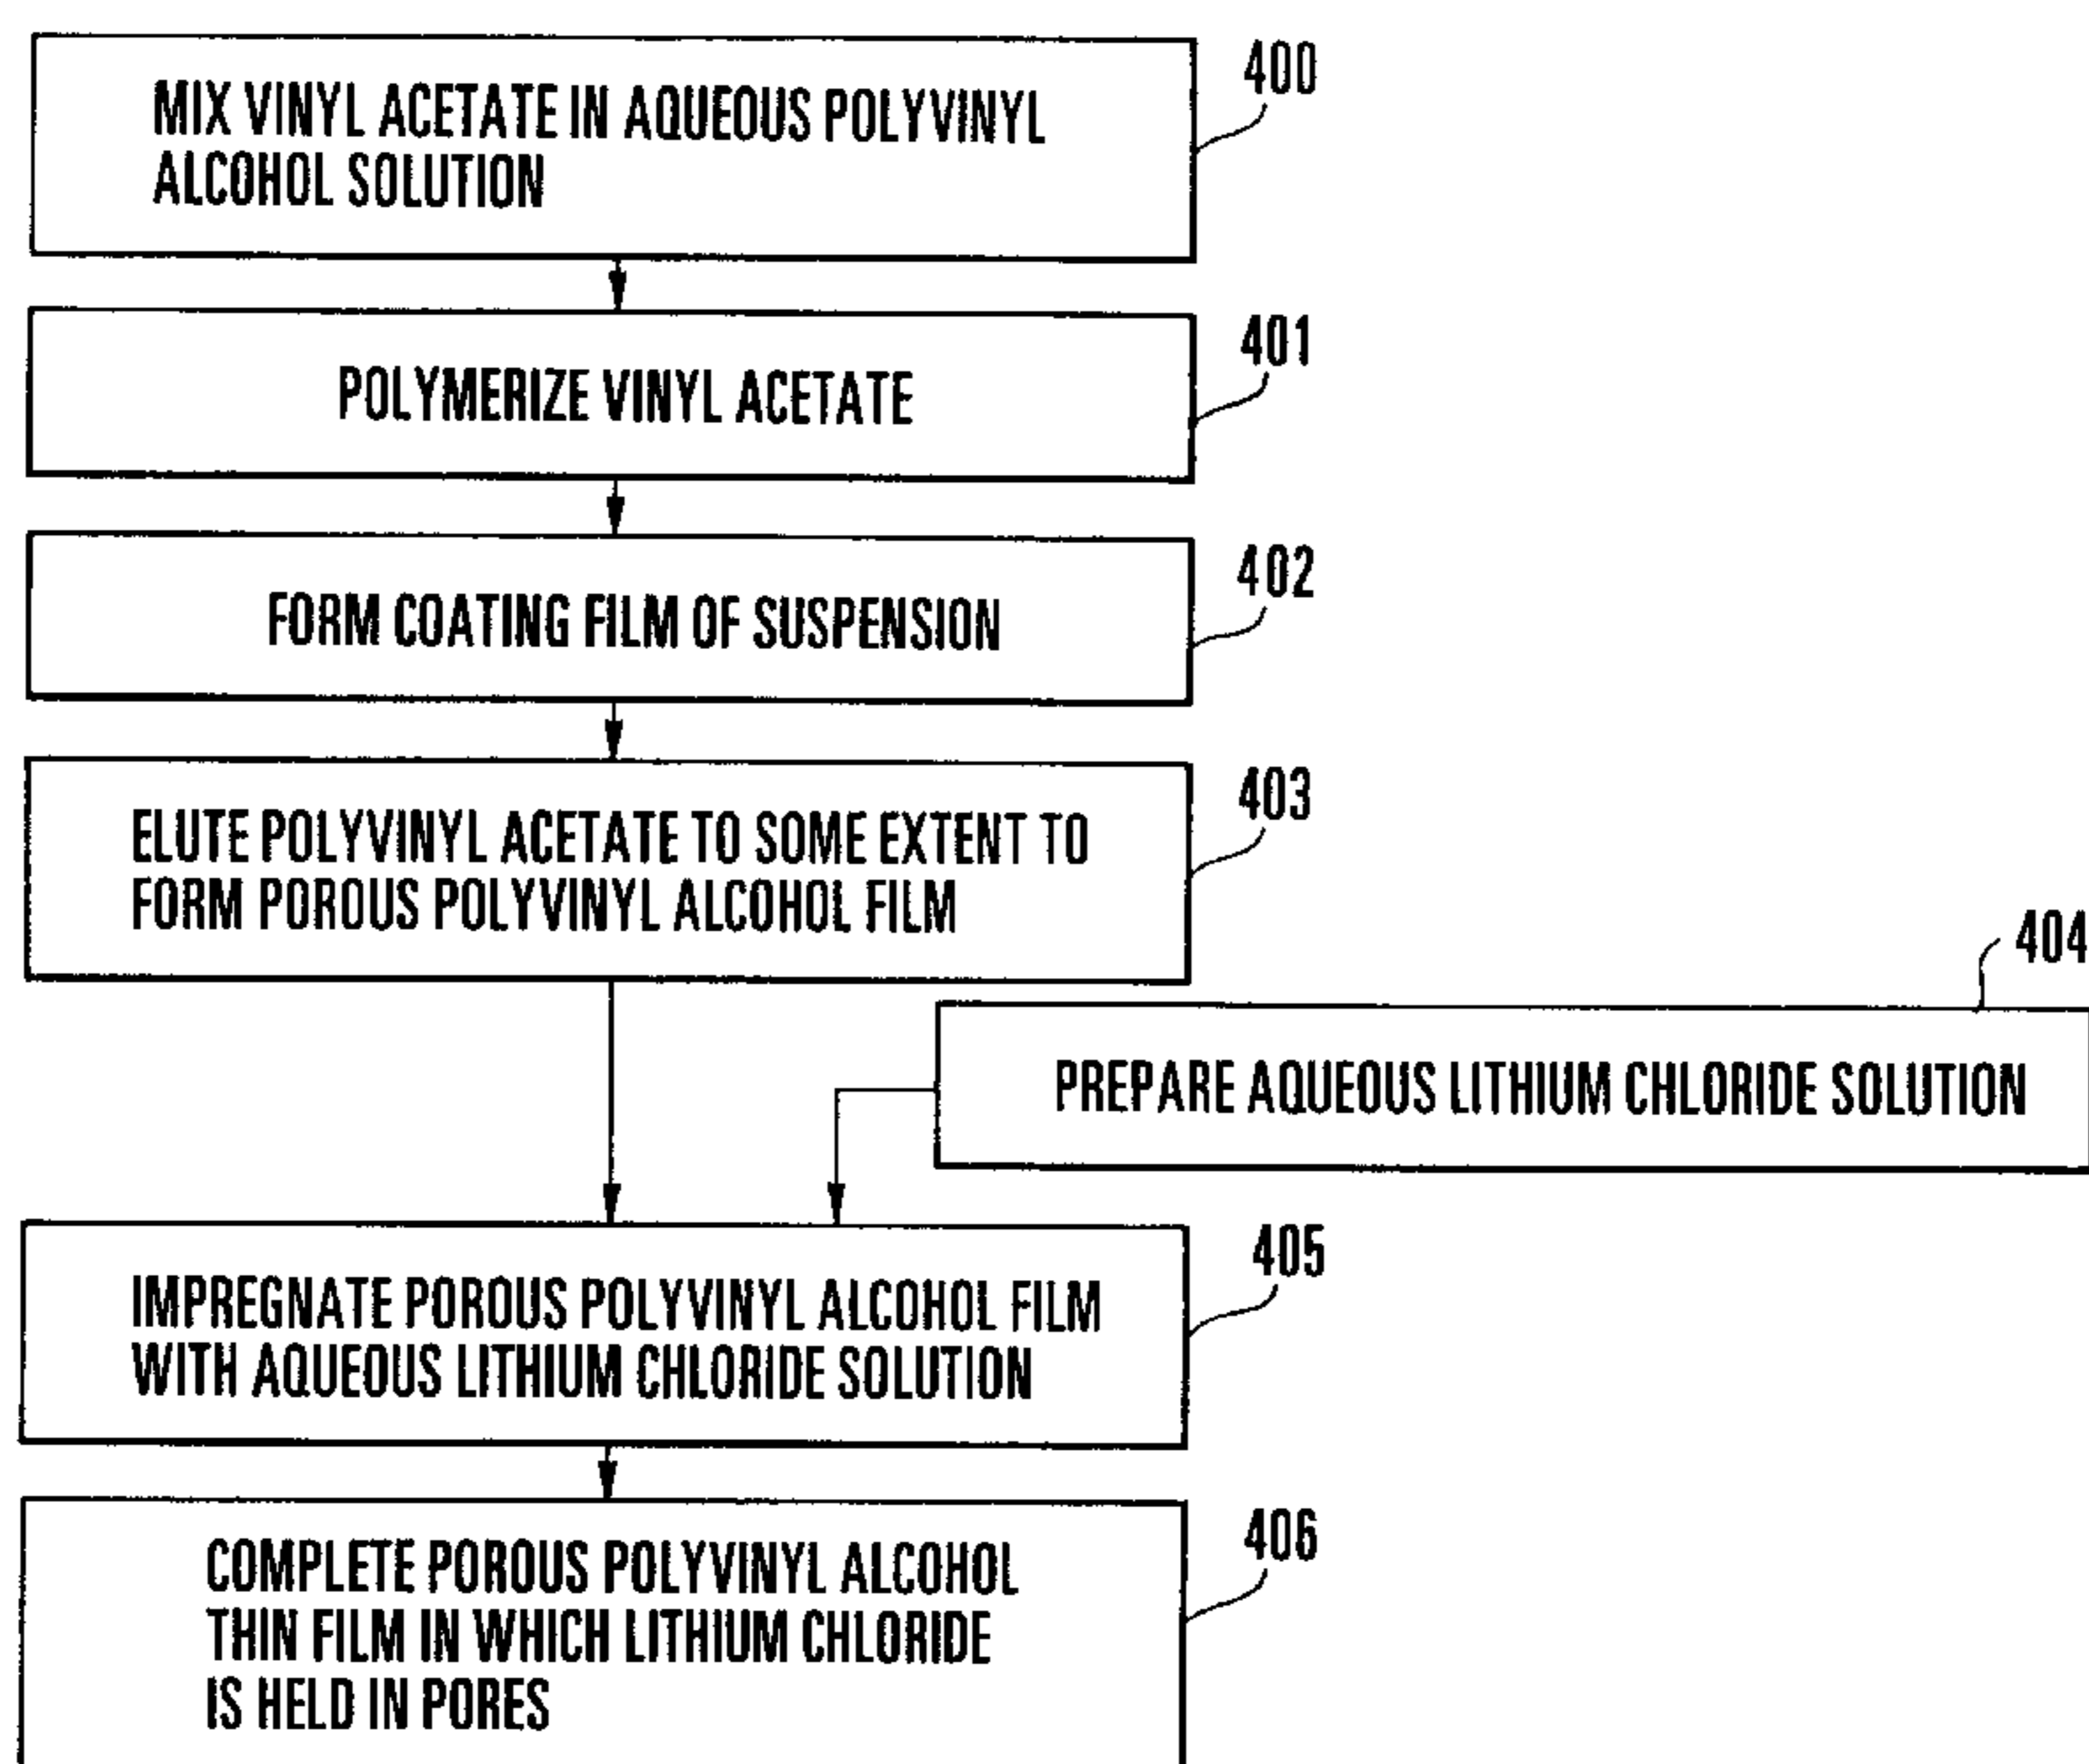 MIX VINYL ACETATE IN AQUEOUS POLYVINYL
ALCOHOL SOLUTION
400
POLYMERIZE VINYL ACETATE
401
FORM COATING FILM OF SUSPENSION
402
ELUTE POLYVINYL ACETATE TO SOME EXTENT TO
FORM POROUS POLYVINYL ALCOHOL FILM
403
404
PREPARE AQUEOUS LITHIUM CHLORIDE SOLUTION
IMPREGNATE POROUS POLYVINYL ALCOHOL FILM
WITH AQUEOUS LITHIUM CHLORIDE SOLUTION
405
COMPLETE POROUS POLYVINYL ALCOHOL
THIN FILM IN WHICH LITHIUM CHLORIDE
IS HELD IN PORES
406